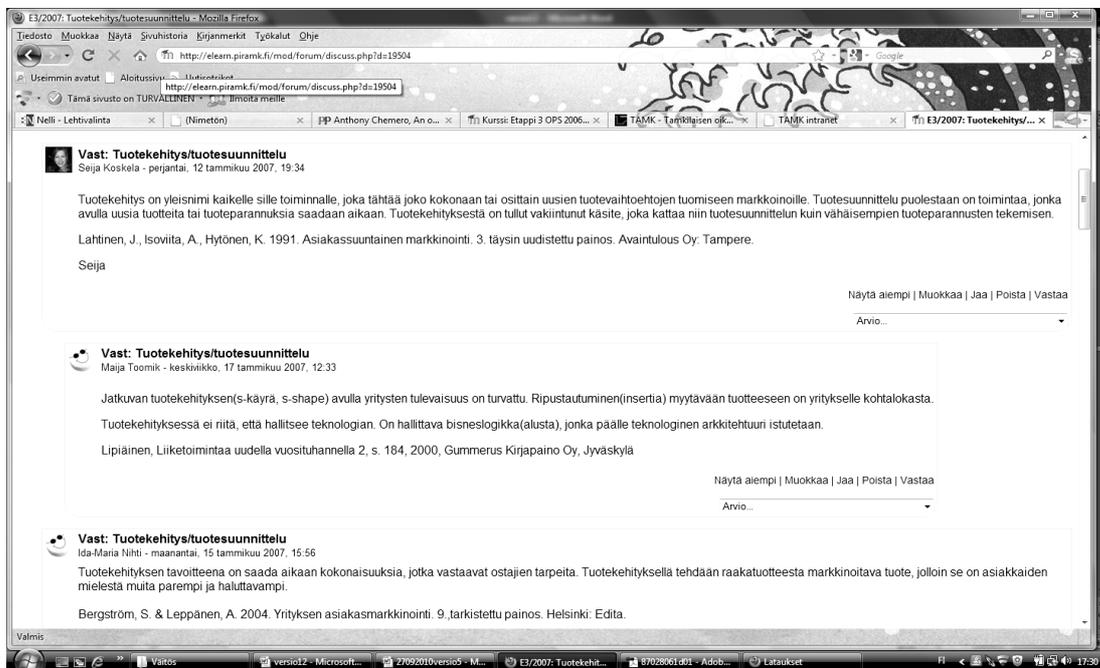 E3/2007: Tuotekehitys/tuotesuunnittelu - Mozilla Firefox
Tiedosto Muokkaa Näytä Sivuhistoria Kirjanmerkit Työkalut Ohje
http://elearn.piramk.fi/mod/forum/discuss.php?d=19504
Google
Useimmin avatut Aloitussivu Uutisotsikot
http://elearn.piramk.fi/mod/forum/discuss.php?d=19504
Tämä sivusto on TURVALLINEN Ilmoita meille
Nelli - Lehtivalinta (Nimetön) Anthony Chemero, An o... Kurssi: Etappi 3 OPS 2006... TAMK - Tamkilaisen oik... TAMK intranet E3/2007: Tuotekehitys/...
Vast: Tuotekehitys/tuotesuunnittelu
Seija Koskela - perjantai, 12 tammikuu 2007, 19:34
Tuotekehitys on yleisnimi kaikelle sille toiminnalle, joka tähtää joko kokonaan tai osittain uusien tuotevaihtoehtojen tuomiseen markkinoille. Tuotesuunnittelu puolestaan on toimintaa, jonka
avulla uusia tuotteita tai tuoteparannuksia saadaan aikaan. Tuotekehityksestä on tullut vakiintunut käsite, joka kattaa niin tuotesuunnittelun kuin vähäisempien tuoteparannusten tekemisen.
Lahtinen, J., Isoviita, A., Hytönen, K. 1991. Asiakassuuntainen markkinointi. 3. täysin uudistettu painos. Avaintulous Oy: Tampere.
Seija
Näytä aiempi | Muokkaa | Jaa | Poista | Vastaa
Arvio...
Vast: Tuotekehitys/tuotesuunnittelu
Maija Toomik - keskiviikko, 17 tammikuu 2007, 12:33
Jatkuvan tuotekehityksen(s-käyrä, s-shape) avulla yritysten tulevaisuus on turvattu. Ripustautuminen(insertia) myytävään tuotteeseen on yritykselle kohtalokasta.
Tuotekehityksessä ei riitä, että hallitsee teknologian. On hallittava bisneslogikka(alusta), jonka päälle teknologinen arkkitehtuuri istutetaan.
Lipiäinen, Liiketoimintaa uudella vuosituhannella 2, s. 184, 2000, Gummerus Kirjapaino Oy, Jyväskylä
Näytä aiempi | Muokkaa | Jaa | Poista | Vastaa
Arvio...
Vast: Tuotekehitys/tuotesuunnittelu
Ida-Maria Nihti - maanantai, 15 tammikuu 2007, 15:56
Tuotekehityksen tavoitteena on saada aikaan kokonaisuuksia, jotka vastaavat ostajien tarpeita. Tuotekehityksellä tehdään raakatuotteesta markkinoitava tuote, jolloin se on asiakkaiden
mielestä muita parempi ja haluttavampi.
Bergström, S. & Leppänen, A. 2004. Yrityksen asiakasmarkkinointi. 9.,tarkistettu painos. Helsinki: Edita.
Valmis
Väitös versio12 - Microsoft... 27092010versio5 - M... E3/2007: Tuotekehit... 87028061d01 - Adob... Lataukset FI 17:30